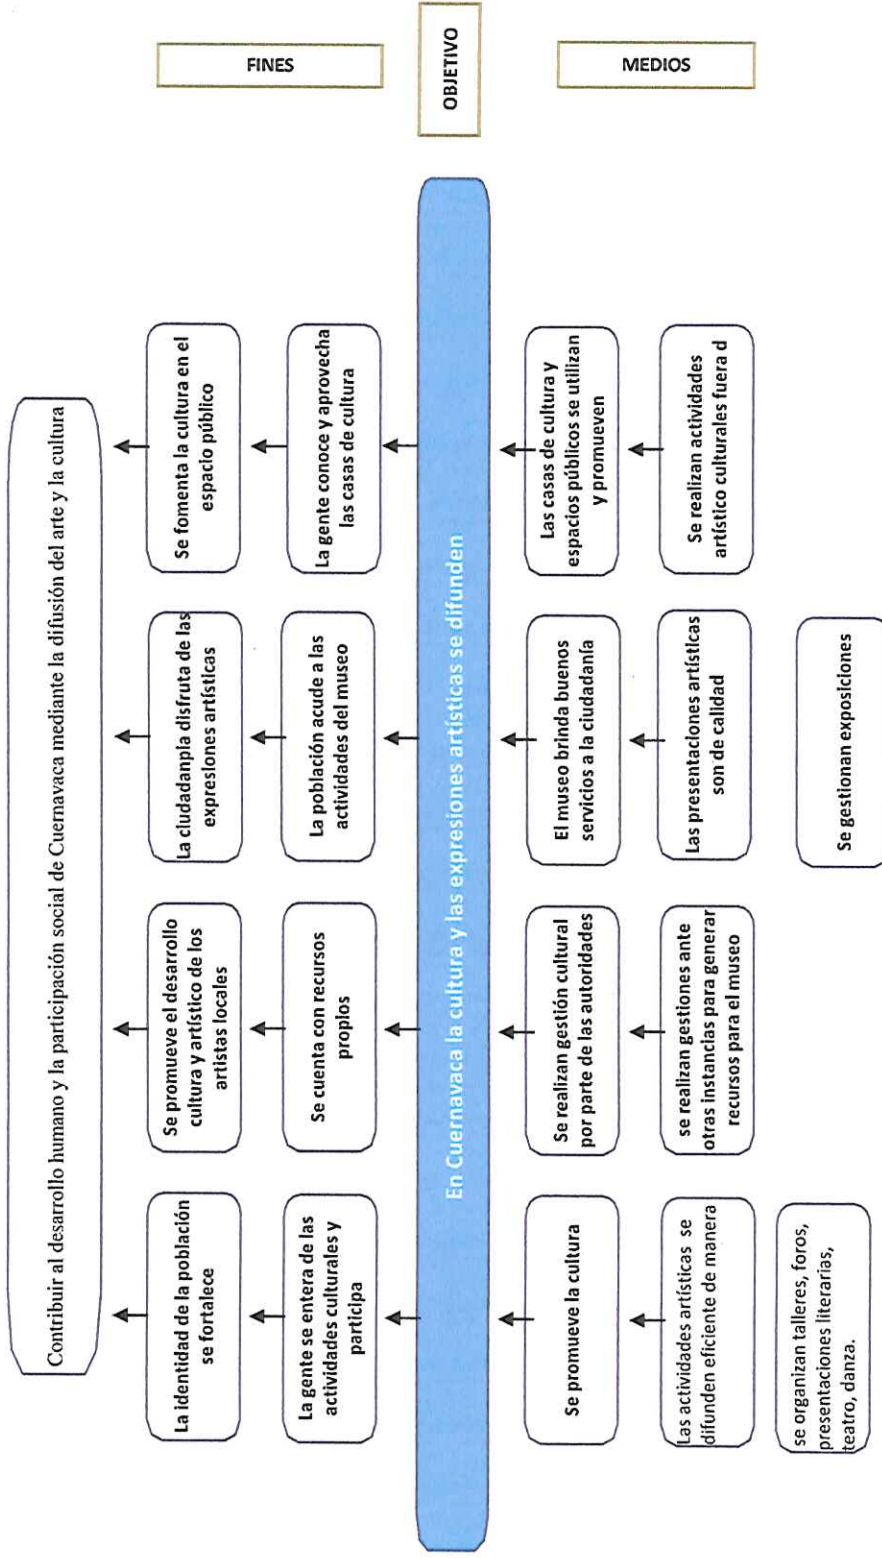 Contribuir al desarrollo humano y la participación social de Cuernavaca mediante la difusión del arte y la cultura
FINES
La identidad de la población
se fortalece
Se promueve el desarrollo
cultura y artístico de los
artistas locales
La ciudadanpla disfruta de las
expresiones artísticas
Se fomenta la cultura en el
espacio público
La gente se entera de las
actividades culturales y
participa
Se cuenta con recursos
propios
La población acude a las
actividades del museo
La gente conoce y aprovecha
las casas de cultura
OBJETIVO
En Cuernavaca la cultura y las expresiones artísticas se difunden
MEDIOS
Se promueve la cultura
Se realizan gestión cultural
por parte de las autoridades
El museo brinda buenos
servicios a la ciudadanía
Las casas de cultura y
espacios públicos se utilizan
y promueven
Las actividades artísticas se
difunden eficiente de manera
se realizan gestiones ante
otras instancias para generar
recursos para el museo
Las presentaciones artísticas
son de calidad
Se realizan actividades
artístico culturales fuera d
se organizan talleres, foros,
presentaciones literarias,
teatro, danza.
Se gestionan exposiciones